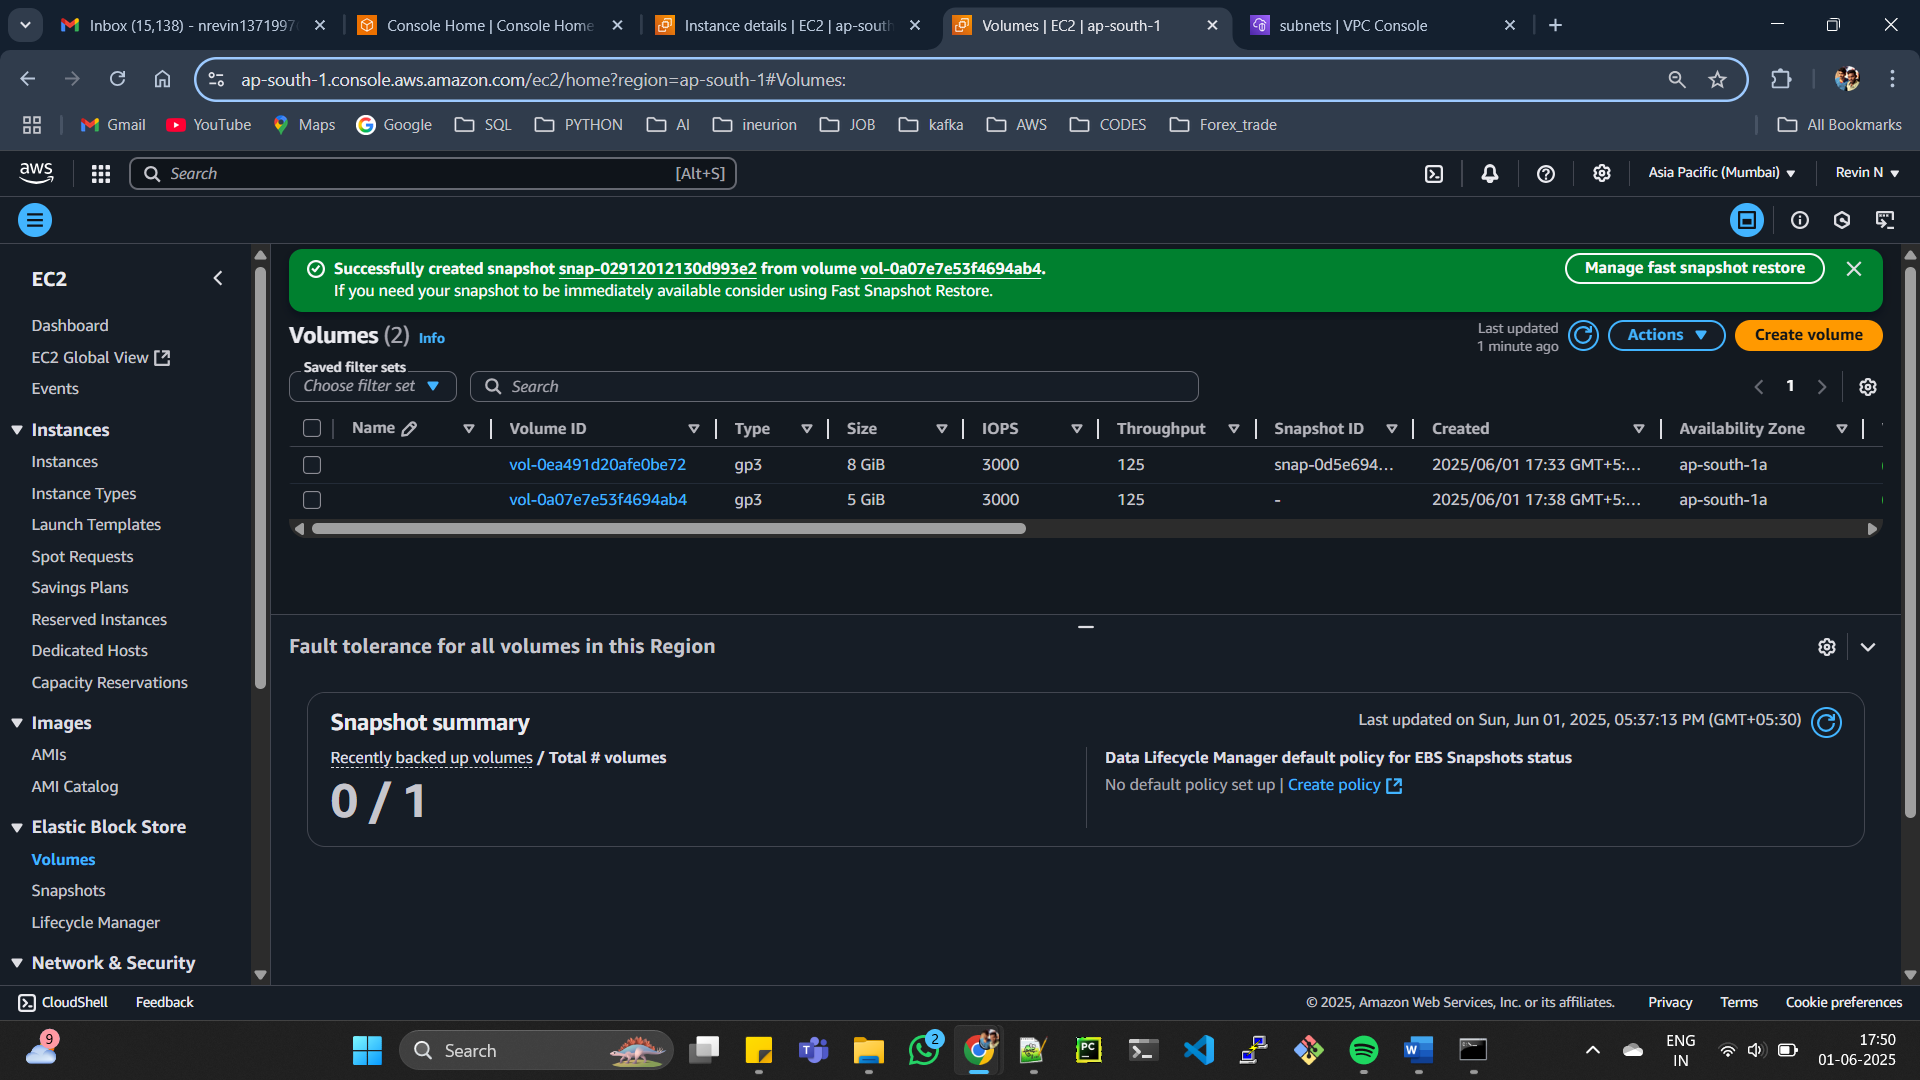 Inbox (15,138) - nrevin1371997
Console Home | Console Home
Instance details | EC2 | ap-south
Volumes | EC2 | ap-south-1
subnets | VPC Console
ap-south-1.console.aws.amazon.com/ec2/home?region=ap-south-1#Volumes:
Gmail
YouTube
Maps
Google
SQL
PYTHON
AI
ineurion
JOB
kafka
AWS
CODES
Forex_trade
All Bookmarks
aws
Search
[Alt+S]
Asia Pacific (Mumbai)
Revin N
EC2
Dashboard
EC2 Global View
Events
Instances
Instances
Instance Types
Launch Templates
Spot Requests
Savings Plans
Reserved Instances
Dedicated Hosts
Capacity Reservations
Images
AMIs
AMI Catalog
Elastic Block Store
Volumes
Snapshots
Lifecycle Manager
Network & Security
Successfully created snapshot snap-02912012130d993e2 from volume vol-0a07e7e53f4694ab4.
If you need your snapshot to be immediately available consider using Fast Snapshot Restore.
Manage fast snapshot restore
Volumes (2) Info
Last updated
1 minute ago
Actions
Create volume
Saved filter sets
Choose filter set
Search
1
Name Volume ID Type Size IOPS Throughput Snapshot ID Created Availability Zone
vol-0ea491d20afe0be72 gp3 8 GiB 3000 125 snap-0d5e694... 2025/06/01 17:33 GMT+5:... ap-south-1a
vol-0a07e7e53f4694ab4 gp3 5 GiB 3000 125 - 2025/06/01 17:38 GMT+5:... ap-south-1a
Fault tolerance for all volumes in this Region
Snapshot summary
Last updated on Sun, Jun 01, 2025, 05:37:13 PM (GMT+05:30)
Recently backed up volumes / Total # volumes
0 / 1
Data Lifecycle Manager default policy for EBS Snapshots status
No default policy set up | Create policy
CloudShell
Feedback
© 2025, Amazon Web Services, Inc. or its affiliates.
Privacy
Terms
Cookie preferences
9
Search
2
ENG
IN
17:50
01-06-2025